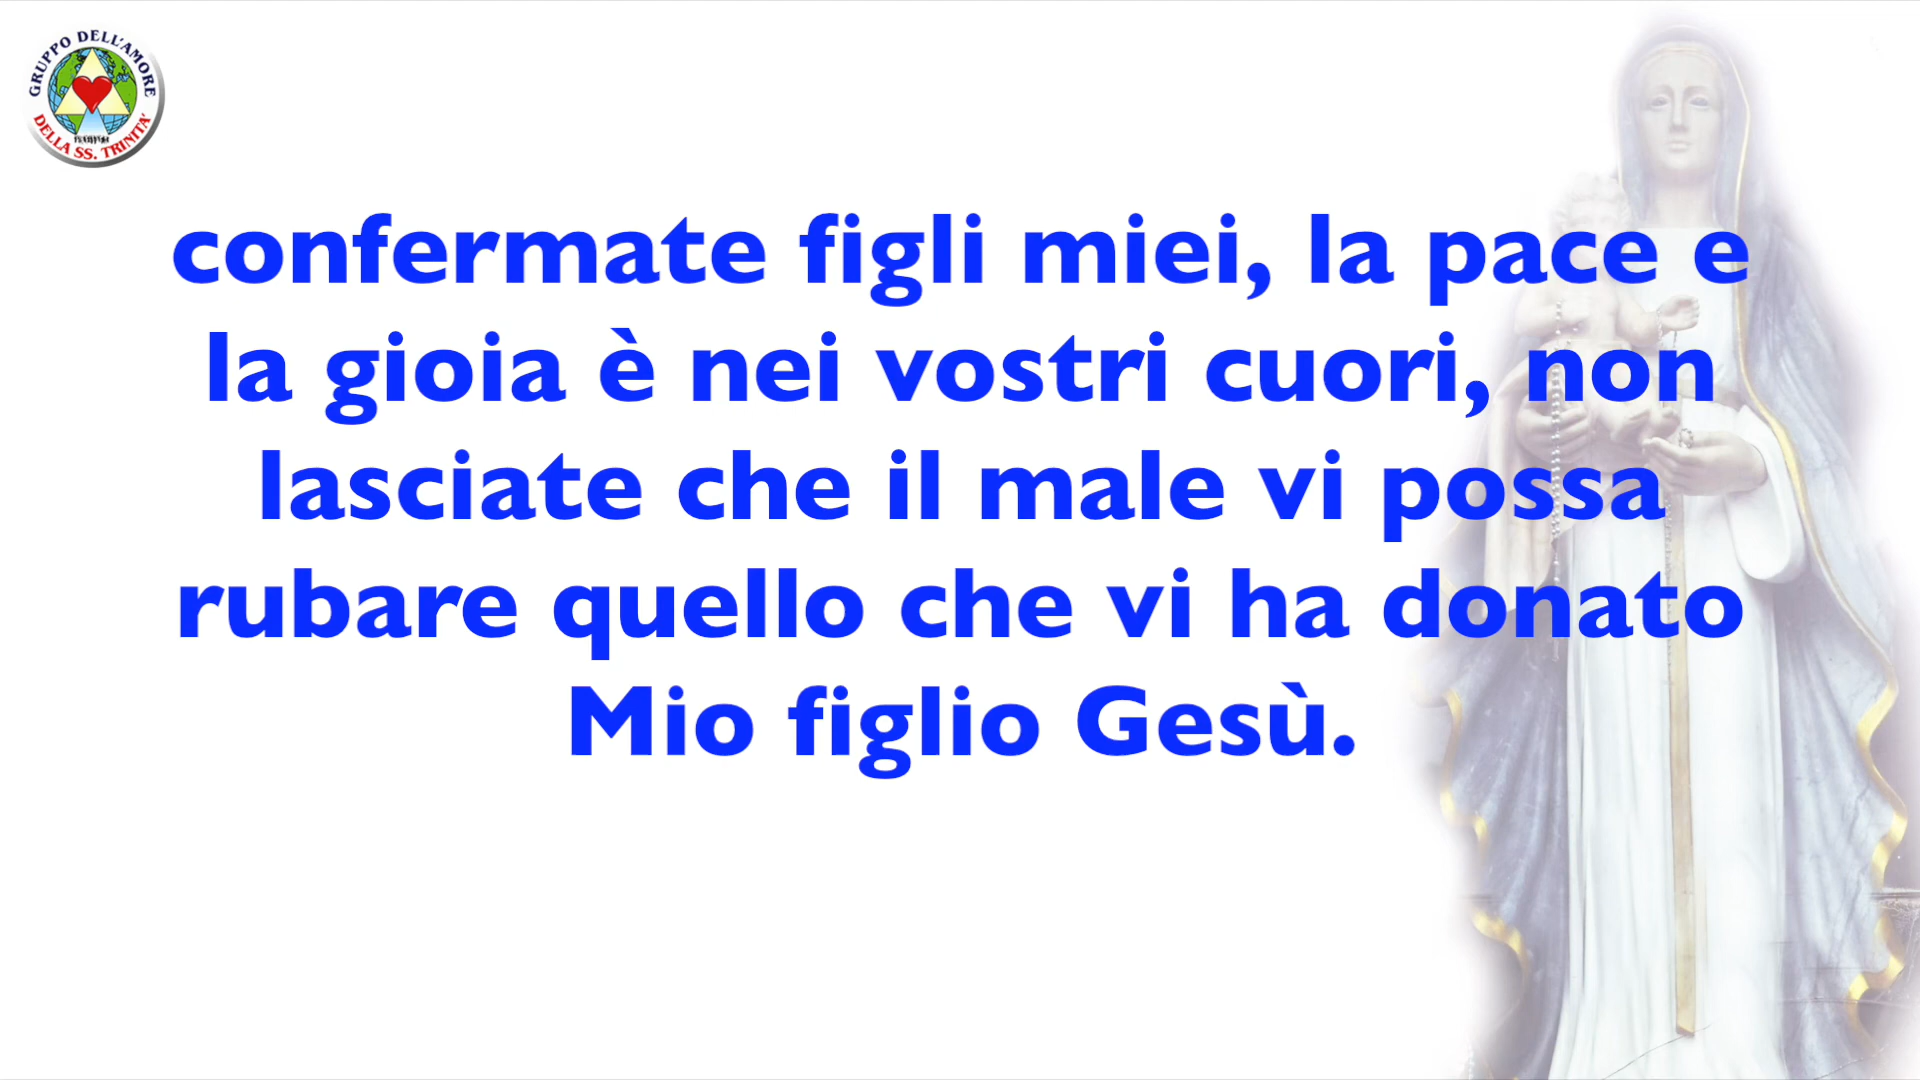 GRUPPO DELL'AMORE
DELLA SS. TRINITA'
confermate figli miei, la pace e
la gioia è nei vostri cuori, non
lasciate che il male vi possa
rubare quello che vi ha donato
Mio figlio Gesù.